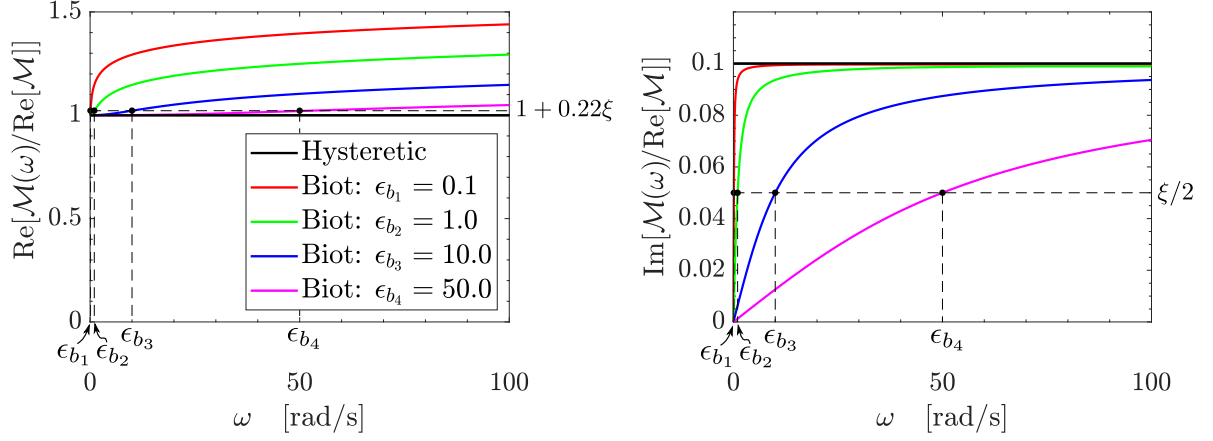 Re[ℳ(ω)/Re[ℳ]]
1.5
1
0.5
0
1 + 0.22ξ
Hysteretic
Biot: ϵ_{b_1} = 0.1
Biot: ϵ_{b_2} = 1.0
Biot: ϵ_{b_3} = 10.0
Biot: ϵ_{b_4} = 50.0
ϵ_{b_1} ϵ_{b_2} ϵ_{b_3} ϵ_{b_4}
0 50 100
ω [rad/s]
Im[ℳ(ω)/Re[ℳ]]
0.1
0.08
0.06
0.04
0.02
0
ξ/2
ϵ_{b_1} ϵ_{b_2} ϵ_{b_3} ϵ_{b_4}
0 50 100
ω [rad/s]